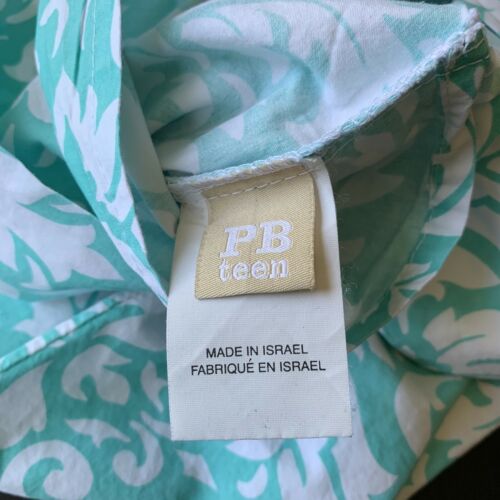 PB
teen
MADE IN ISRAEL
FABRIQUÉ EN ISRAEL